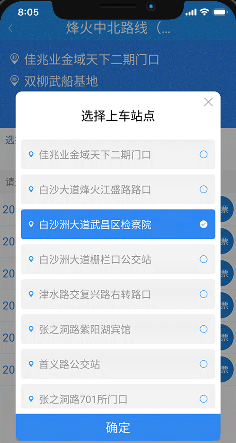 8:05
烽火中北路线（...
佳兆业金域天下二期门口
双柳武船基地
选择上车站点
佳兆业金域天下二期门口
白沙大道烽火江盛路路口
白沙洲大道武昌区检察院
白沙洲大道栅栏口公交站
津水路交复兴路右转路口
张之洞路紫阳湖宾馆
首义路公交站
张之洞路701所门口
确定